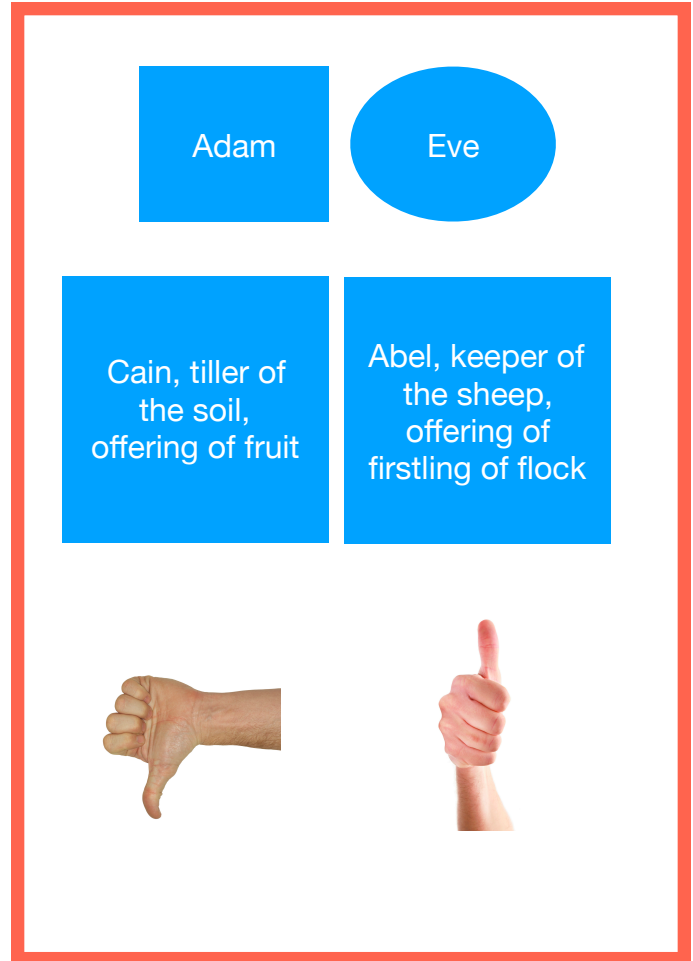 Adam
Eve
Cain, tiller of
the soil,
offering of fruit
Abel, keeper of
the sheep,
offering of
firstling of flock